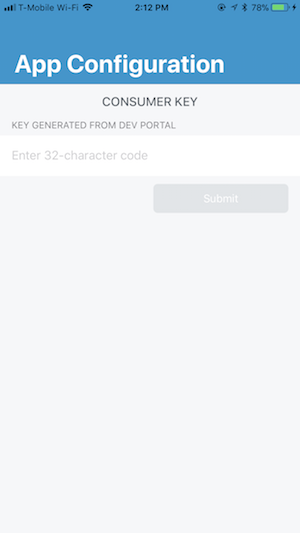 T-Mobile Wi-Fi 2:12 PM 78%
App Configuration
CONSUMER KEY
KEY GENERATED FROM DEV PORTAL
Enter 32-character code
Submit